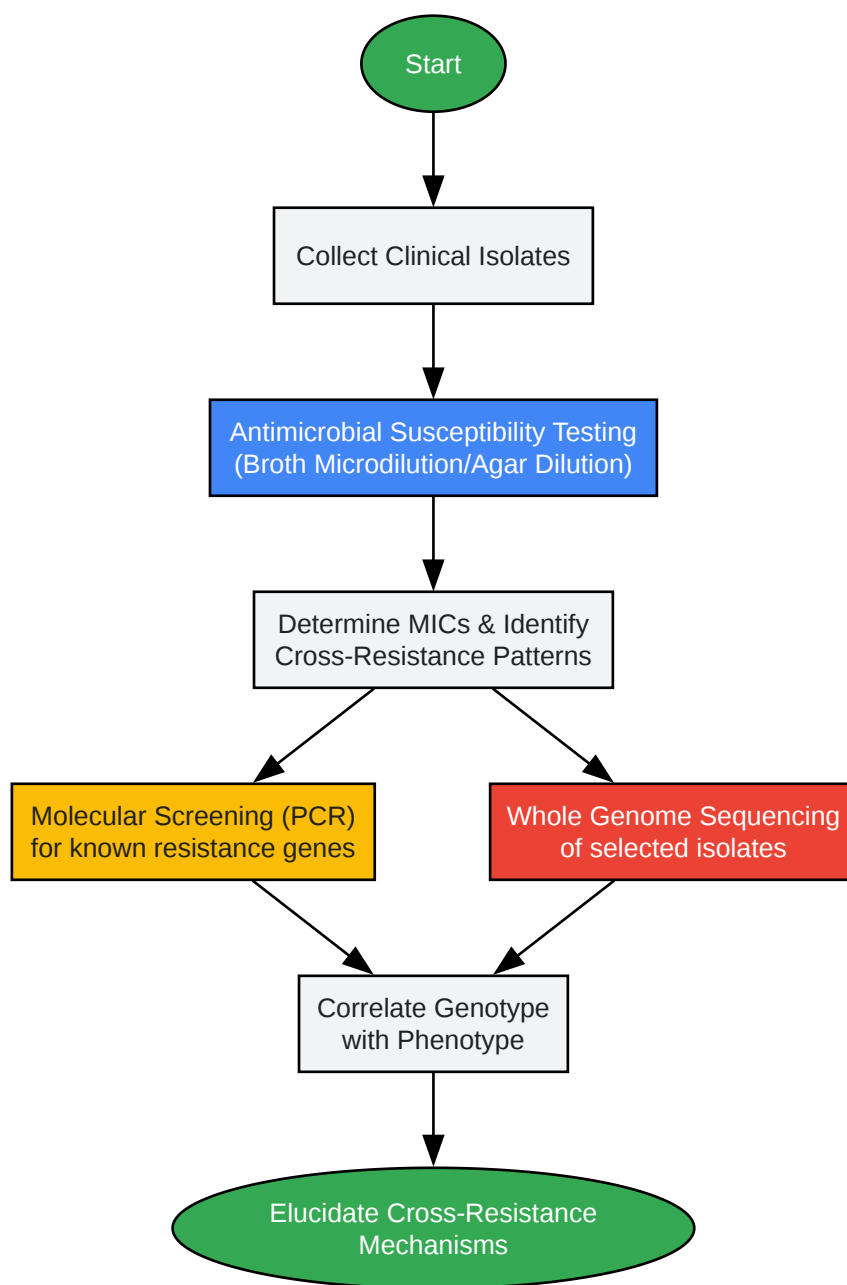 Start
Collect Clinical Isolates
Antimicrobial Susceptibility Testing
(Broth Microdilution/Agar Dilution)
Determine MICs & Identify
Cross-Resistance Patterns
Molecular Screening (PCR)
for known resistance genes
Whole Genome Sequencing
of selected isolates
Correlate Genotype
with Phenotype
Elucidate Cross-Resistance
Mechanisms